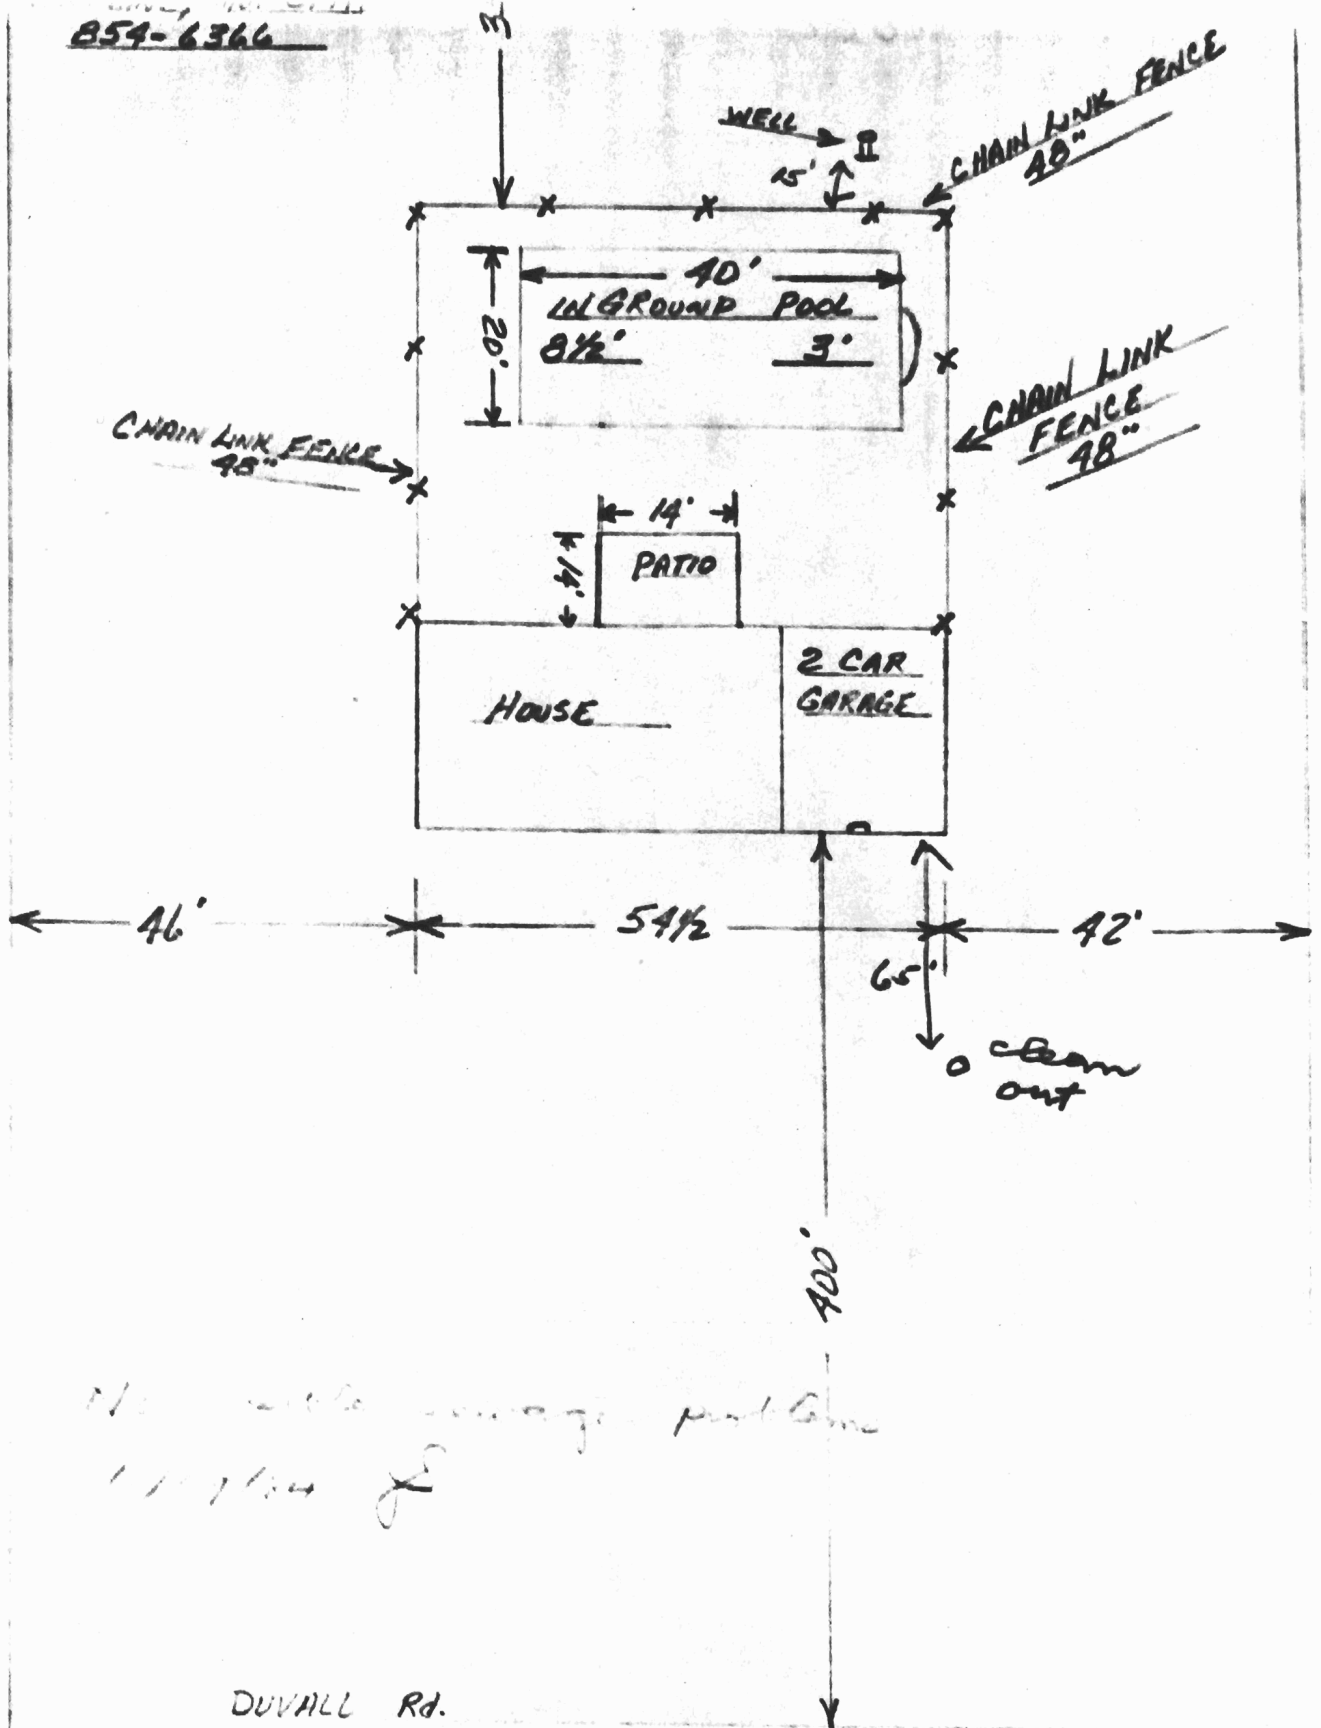 854-6366
WELL
15'
CHAIN LINK FENCE
48"
40'
INGROUND POOL
8½' 3'
20'
CHAIN LINK
FENCE
48"
CHAIN LINK FENCE
48"
14'
PATIO
14'
2 CAR
GARAGE
HOUSE
46' 54½ 42'
65'
clean
out
400'
DUVALL Rd.